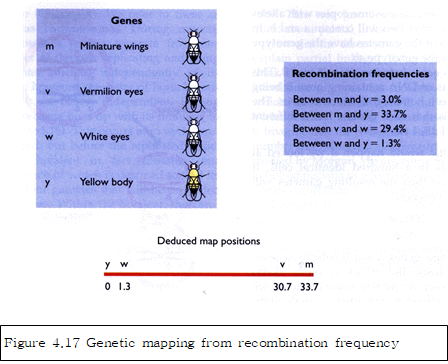 Genes
m Miniature wings
v Vermilion eyes
w White eyes
y Yellow body
Recombination frequencies
Between m and v = 3.0%
Between m and y = 33.7%
Between v and w = 29.4%
Between w and y = 1.3%
Deduced map positions
y w v m
0 1.3 30.7 33.7
Figure 4.17 Genetic mapping from recombination frequency